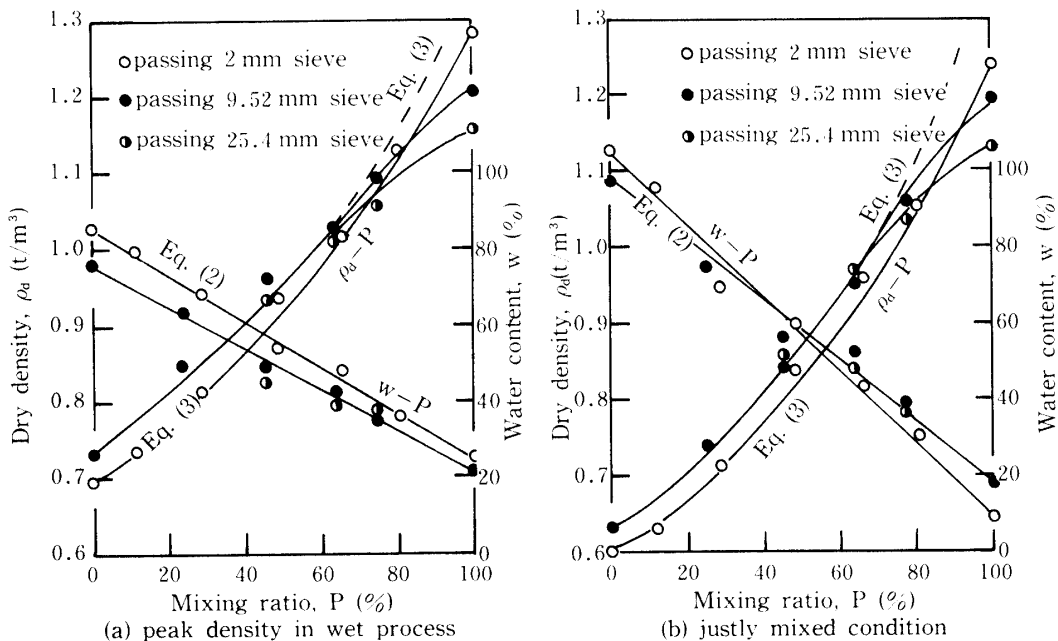 1.3
1.2
1.1
1.0
0.9
0.8
0.7
0.6
Dry density, ρd (t/m³)
○passing 2 mm sieve
●passing 9.52 mm sieve
◑passing 25.4 mm sieve
Eq. (3)
Eq. (2)
ρd−P
Eq. (3)
w−P
100
80
60
40
20
0
Water content, w (%)
0 20 40 60 80 100
Mixing ratio, P (%)
(a) peak density in wet process
1.3
1.2
1.1
1.0
0.9
0.8
0.7
0.6
Dry density, ρd(t/m³)
○ passing 2 mm sieve
● passing 9.52 mm sieve
◑ passing 25.4 mm sieve
Eq. (3)
Eq. (2)
w−P
ρd−P
Eq. (3)
100
80
60
40
20
0
Water content, w (%)
0 20 40 60 80 100
Mixing ratio, P (%)
(b) justly mixed condition